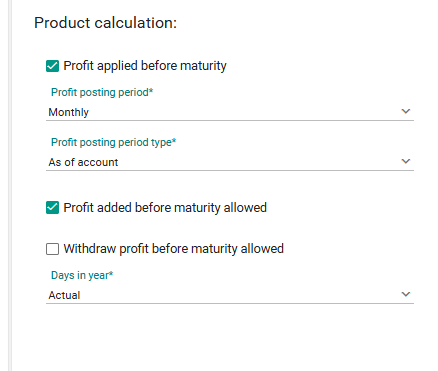 Product calculation:
Profit applied before maturity
Profit posting period*
Monthly
Profit posting period type*
As of account
Profit added before maturity allowed
Withdraw profit before maturity allowed
Days in year*
Actual